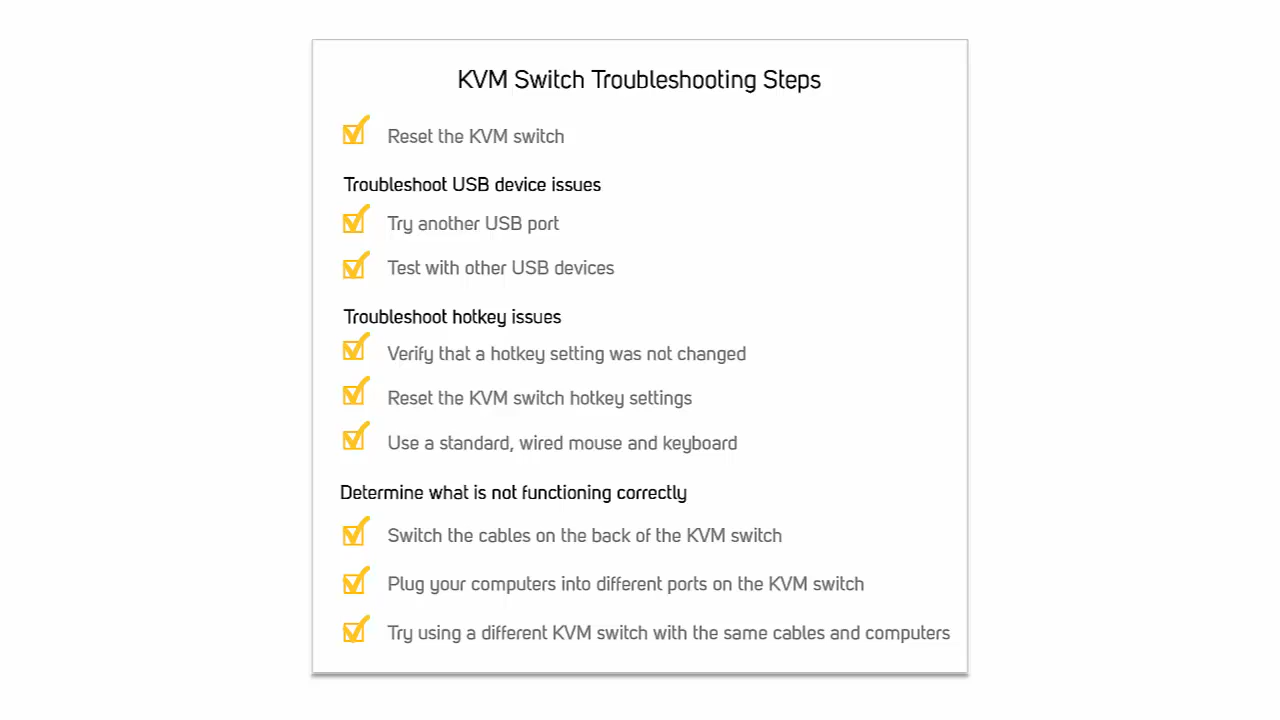 KVM Switch Troubleshooting Steps
Reset the KVM switch
Troubleshoot USB device issues
Try another USB port
Test with other USB devices
Troubleshoot hotkey issues
Verify that a hotkey setting was not changed
Reset the KVM switch hotkey settings
Use a standard, wired mouse and keyboard
Determine what is not functioning correctly
Switch the cables on the back of the KVM switch
Plug your computers into different ports on the KVM switch
Try using a different KVM switch with the same cables and computers